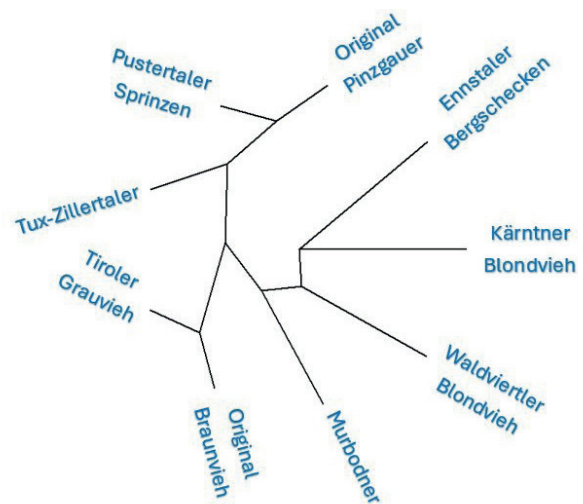 Original
Pinzgauer
Pustertaler
Sprinzen
Ennstaler
Bergschecken
Tux-Zillertaler
Kärntner
Blondvieh
Tiroler
Grauvieh
Waldviertler
Blondvieh
Original
Braunvieh
Murbodner